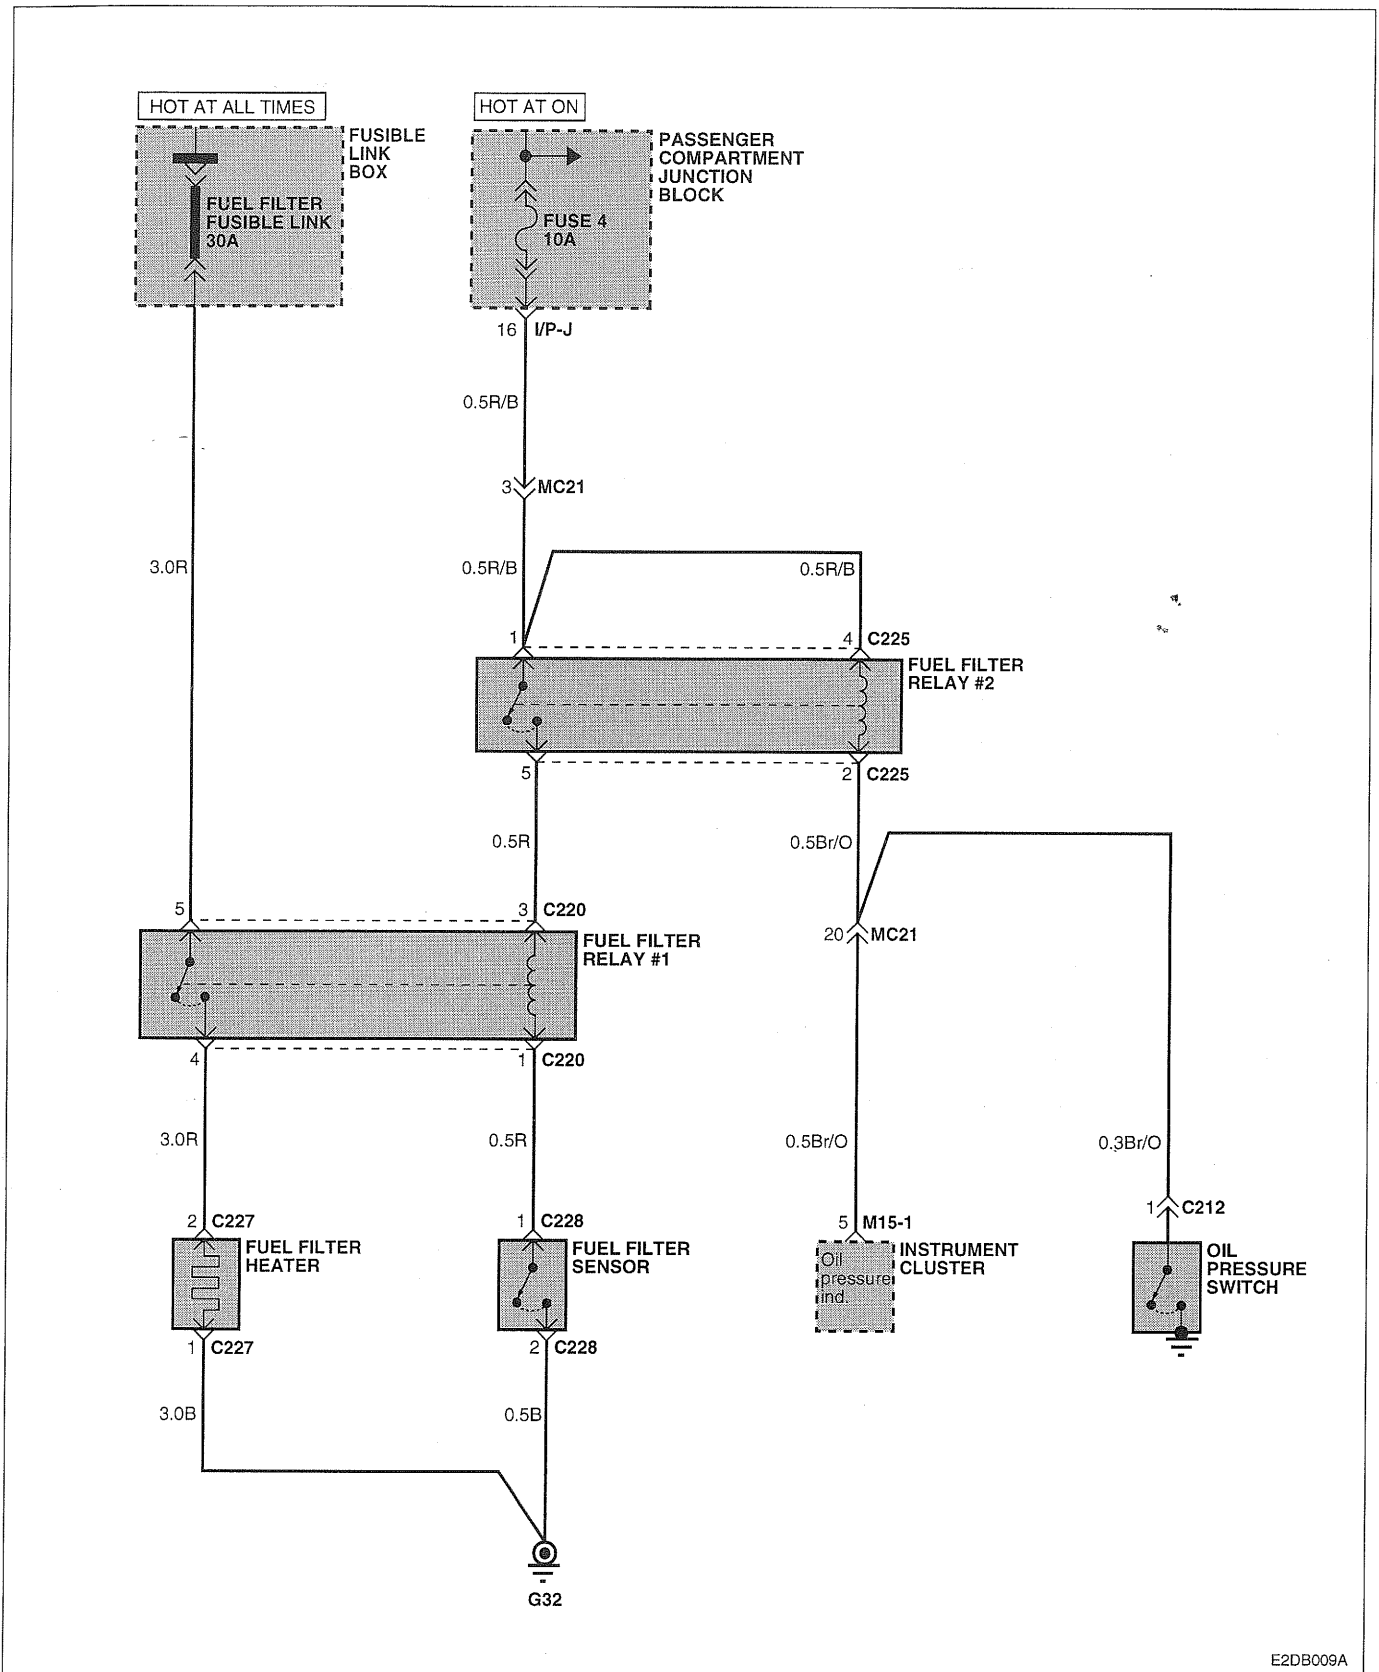 HOT AT ALL TIMES
HOT AT ON
FUSIBLE
LINK
BOX
PASSENGER
COMPARTMENT
JUNCTION
BLOCK
FUEL FILTER
FUSIBLE LINK
30A
FUSE 4
10A
16 I/P-J
0.5R/B
3 MC21
3.0R
0.5R/B
0.5R/B
1
4 C225
FUEL FILTER
RELAY #2
5
2 C225
0.5R
0.5Br/O
5
3 C220
20 MC21
FUEL FILTER
RELAY #1
4
1 C220
3.0R
0.5R
0.5Br/O
0.3Br/O
1 C212
2 C227
1 C228
5 M15-1
FUEL FILTER
HEATER
FUEL FILTER
SENSOR
INSTRUMENT
CLUSTER
Oil
pressure
ind.
OIL
PRESSURE
SWITCH
1 C227
2 C228
3.0B
0.5B
G32
E2DB009A